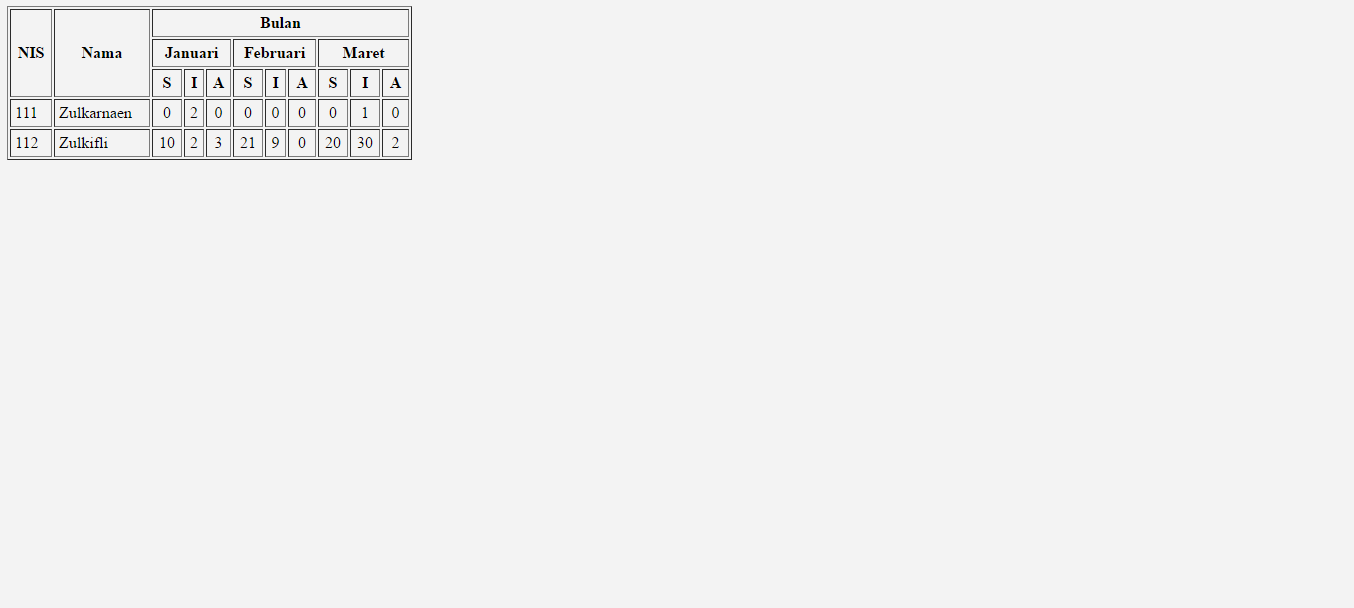 Bulan
NIS Nama Januari Februari Maret
S I A S I A S I A
111 Zulkarnaen 0 2 0 0 0 0 0 1 0
112 Zulkifli 10 2 3 21 9 0 20 30 2